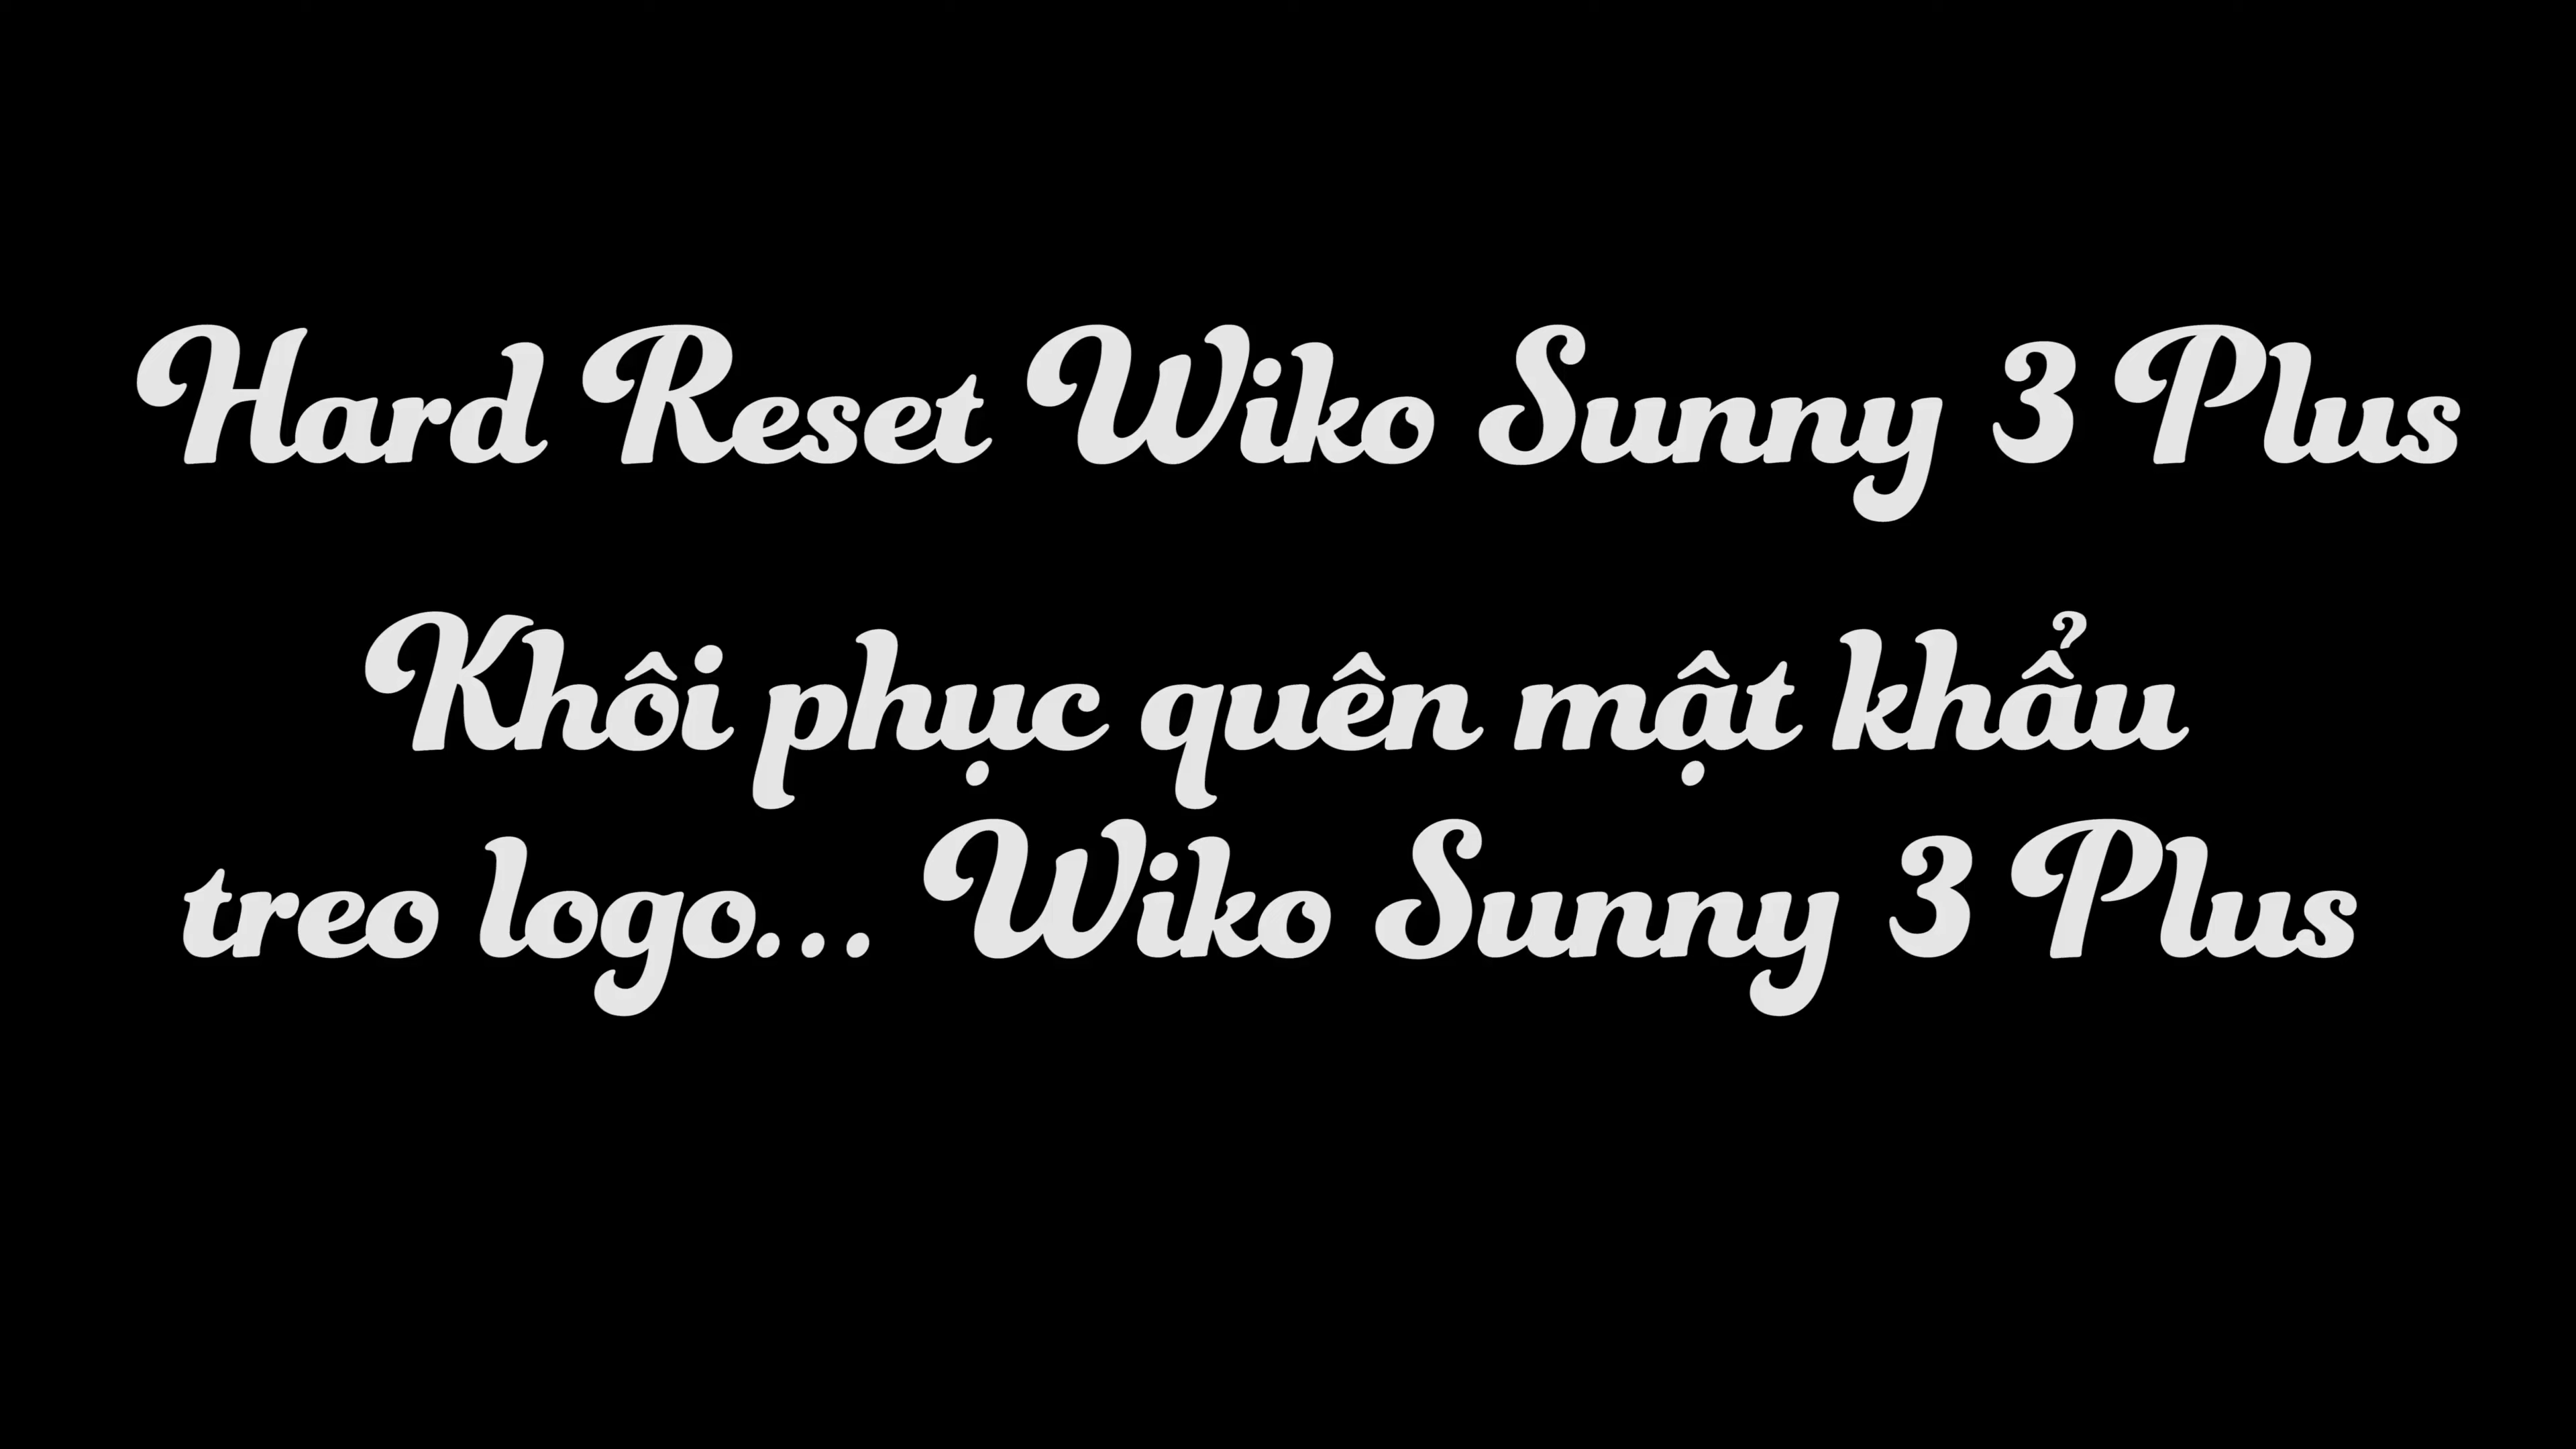 Hard Reset Wiko Sunny 3 Plus
Khôi phục quên mật khẩu
treo logo... Wiko Sunny 3 Plus